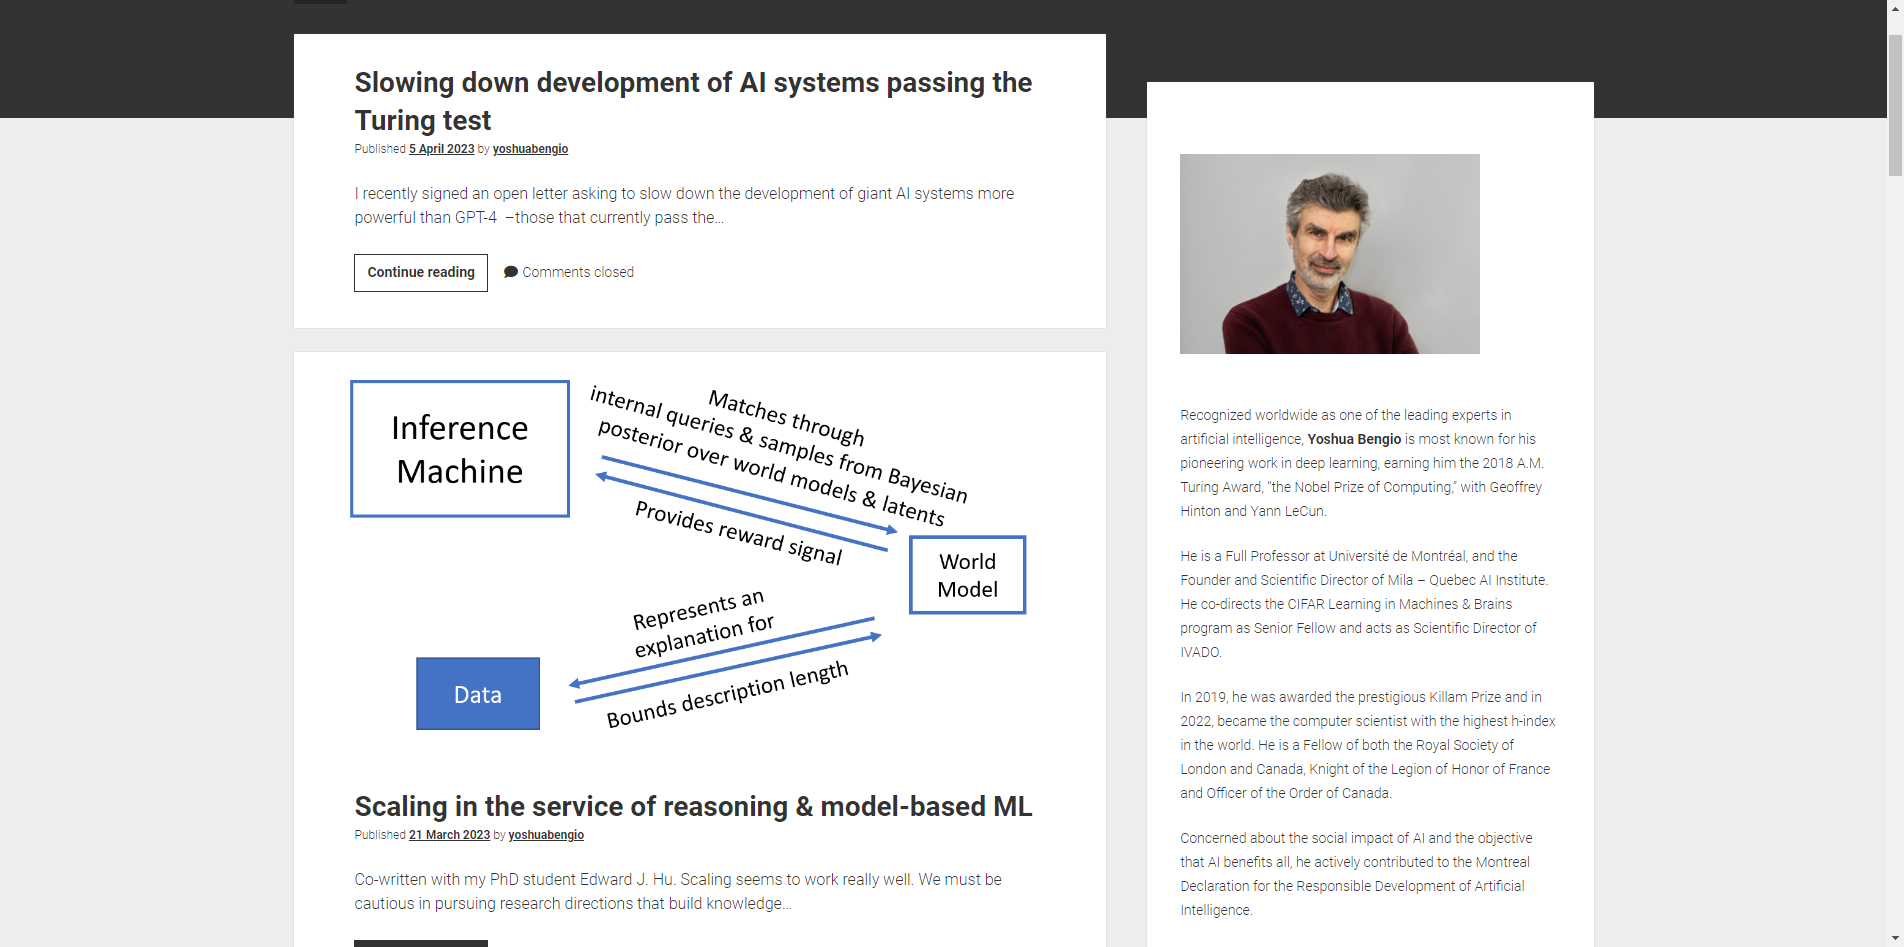 Slowing down development of AI systems passing the
Turing test
Published 5 April 2023 by yoshuabengio
I recently signed an open letter asking to slow down the development of giant AI systems more
powerful than GPT-4  –those that currently pass the…
Continue reading
Comments closed
Inference
Machine
Matches through
internal queries & samples from Bayesian
posterior over world models & latents
Provides reward signal
World
Model
Represents an
explanation for
Bounds description length
Data
Scaling in the service of reasoning & model-based ML
Published 21 March 2023 by yoshuabengio
Co-written with my PhD student Edward J. Hu. Scaling seems to work really well. We must be
cautious in pursuing research directions that build knowledge…
Recognized worldwide as one of the leading experts in
artificial intelligence, Yoshua Bengio is most known for his
pioneering work in deep learning, earning him the 2018 A.M.
Turing Award, “the Nobel Prize of Computing,” with Geoffrey
Hinton and Yann LeCun.
He is a Full Professor at Université de Montréal, and the
Founder and Scientific Director of Mila – Quebec AI Institute.
He co-directs the CIFAR Learning in Machines & Brains
program as Senior Fellow and acts as Scientific Director of
IVADO.
In 2019, he was awarded the prestigious Killam Prize and in
2022, became the computer scientist with the highest h-index
in the world. He is a Fellow of both the Royal Society of
London and Canada, Knight of the Legion of Honor of France
and Officer of the Order of Canada.
Concerned about the social impact of AI and the objective
that AI benefits all, he actively contributed to the Montreal
Declaration for the Responsible Development of Artificial
Intelligence.